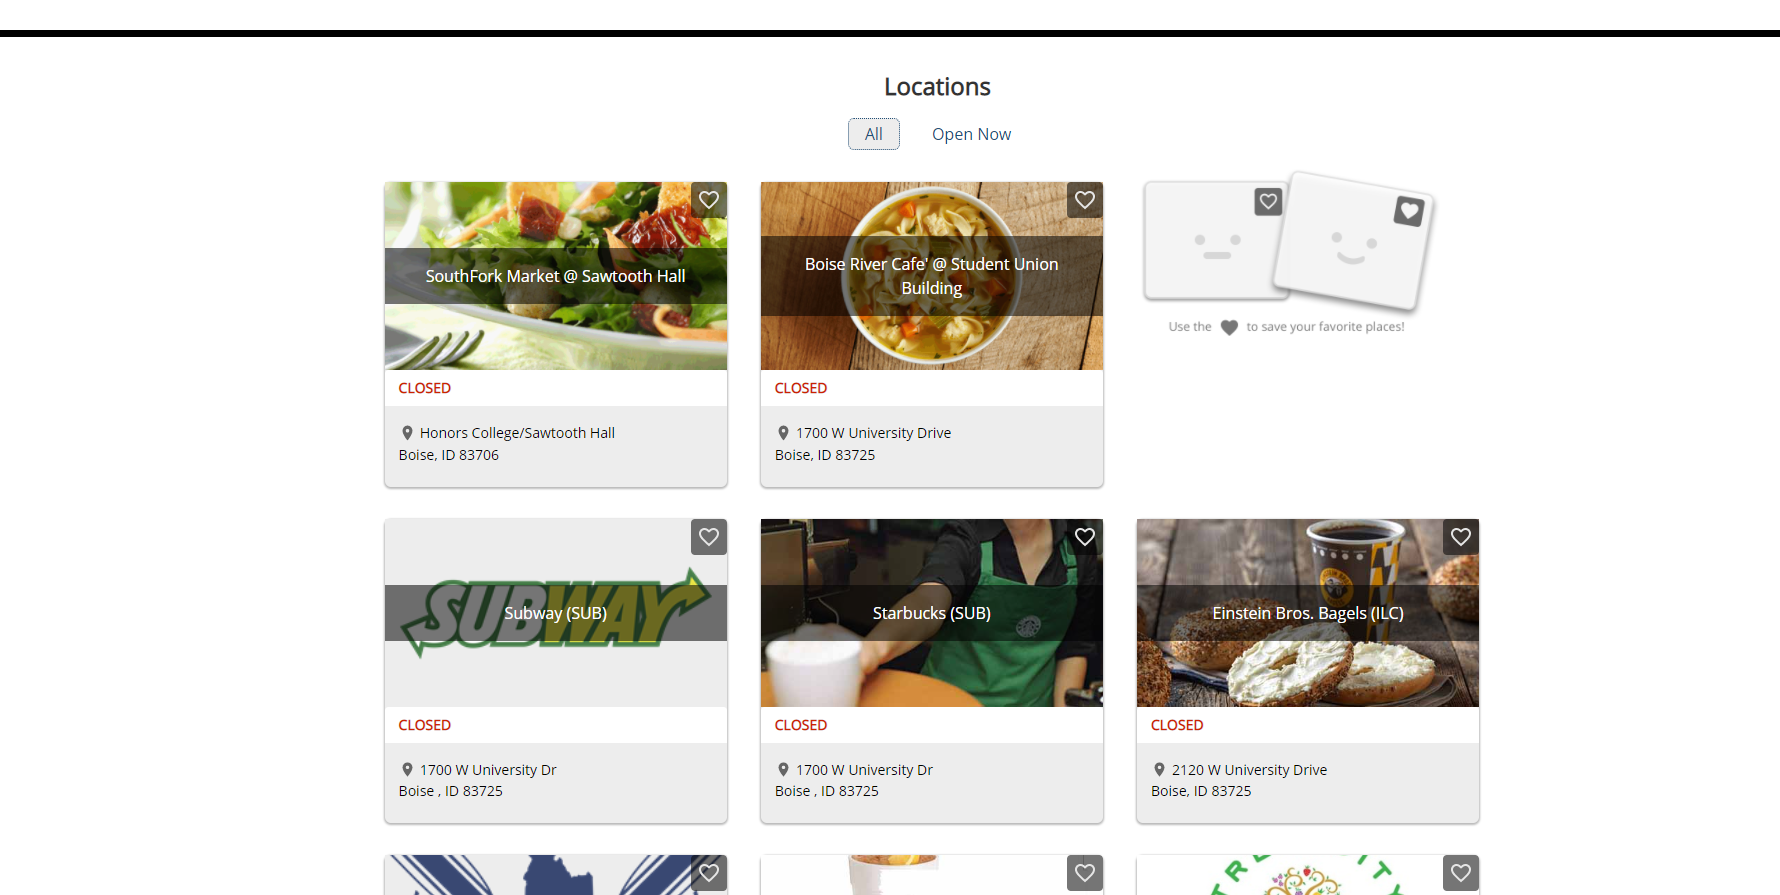 Locations
All
Open Now
SouthFork Market @ Sawtooth Hall
CLOSED
Honors College/Sawtooth Hall
Boise, ID 83706
Boise River Cafe' @ Student Union
Building
CLOSED
1700 W University Drive
Boise, ID 83725
Use the to save your favorite places!
SUBWAY
Subway (SUB)
CLOSED
1700 W University Dr
Boise , ID 83725
Starbucks (SUB)
CLOSED
1700 W University Dr
Boise , ID 83725
Einstein Bros. Bagels (ILC)
CLOSED
2120 W University Drive
Boise, ID 83725